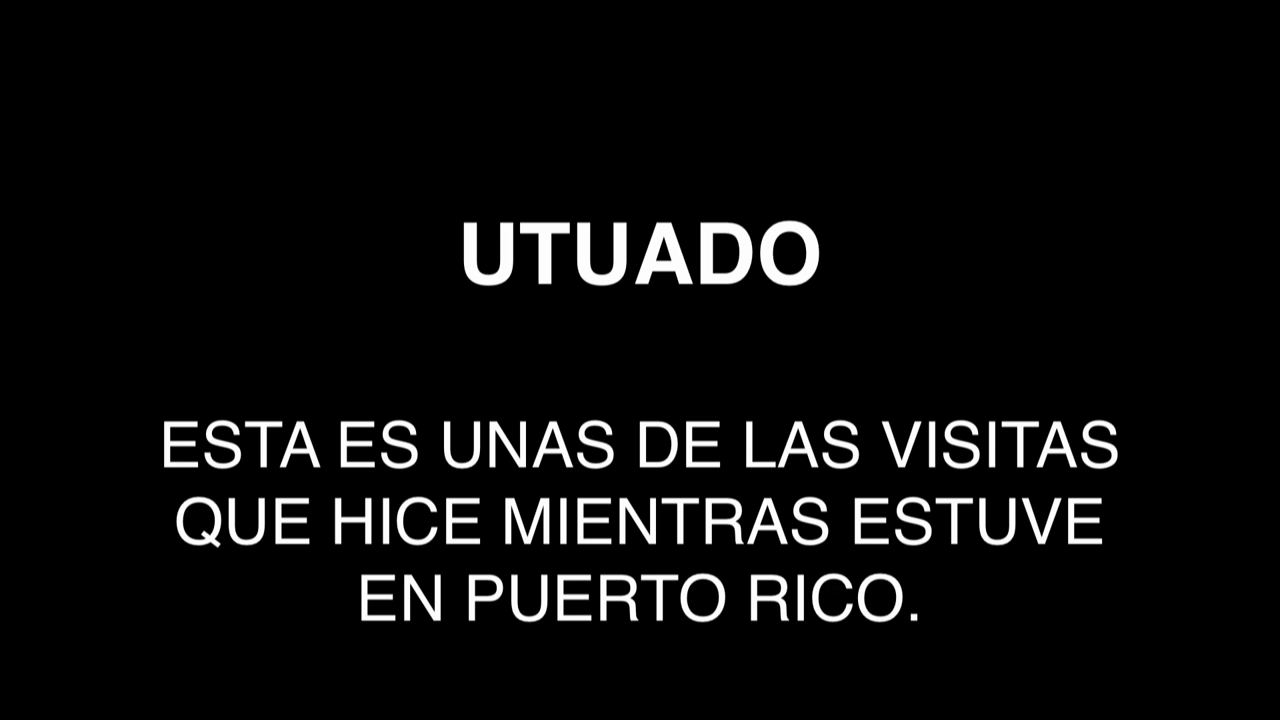 UTUADO
ESTA ES UNAS DE LAS VISITAS
QUE HICE MIENTRAS ESTUVE
EN PUERTO RICO.